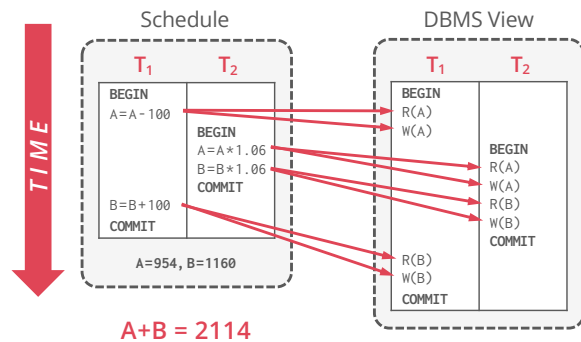 Schedule
DBMS View
TIME
T1 T2
BEGIN
A=A-100
BEGIN
A=A*1.06
B=B*1.06
COMMIT
B=B+100
COMMIT
A=954, B=1160
A+B = 2114
T1 T2
BEGIN
R(A)
W(A)
BEGIN
R(A)
W(A)
R(B)
W(B)
COMMIT
R(B)
W(B)
COMMIT